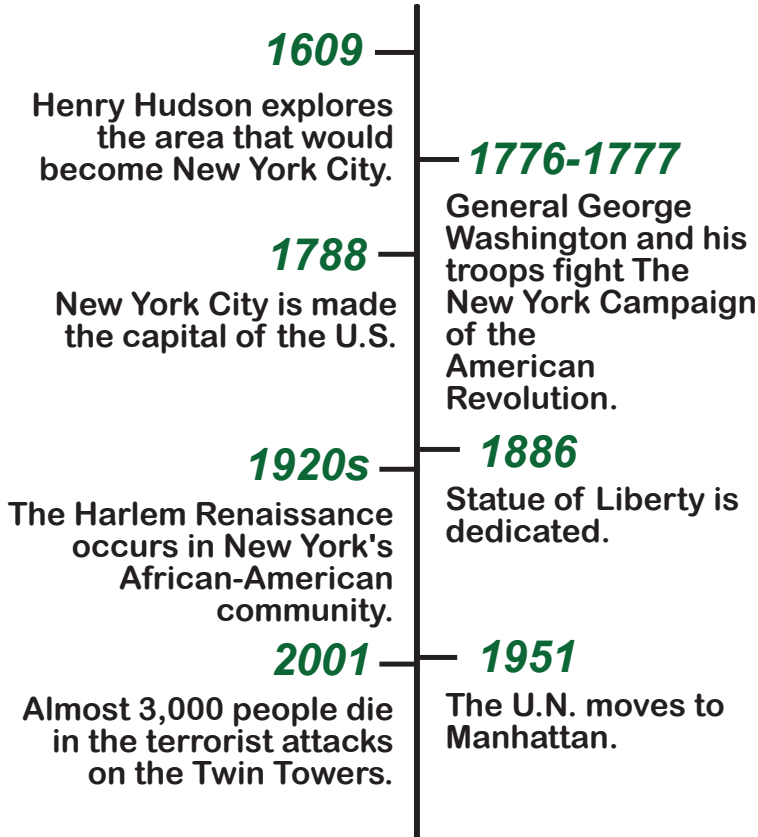 1609
Henry Hudson explores
the area that would
become New York City.
1776-1777
General George
Washington and his
troops fight The
New York Campaign
of the
American
Revolution.
1788
New York City is made
the capital of the U.S.
1886
Statue of Liberty is
dedicated.
1920s
The Harlem Renaissance
occurs in New York's
African-American
community.
1951
The U.N. moves to
Manhattan.
2001
Almost 3,000 people die
in the terrorist attacks
on the Twin Towers.